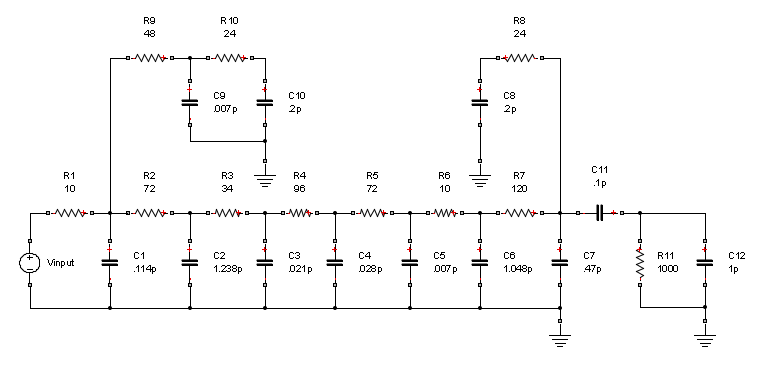 R9 R10 R8
48 24 24
C9 C10 C8
.007p .2p .2p
R1 R2 R3 R4 R5 R6 R7 C11
10 72 34 96 72 10 120 .1p
Vinput C1 C2 C3 C4 C5 C6 C7 R11 C12
.114p 1.238p .021p .028p .007p 1.048p .47p 1000 1p